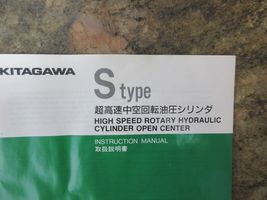 KITAGAWA
S type
超高速中空回転油圧シリンダ
HIGH SPEED ROTARY HYDRAULIC
CYLINDER OPEN CENTER
INSTRUCTION MANUAL
取扱説明書